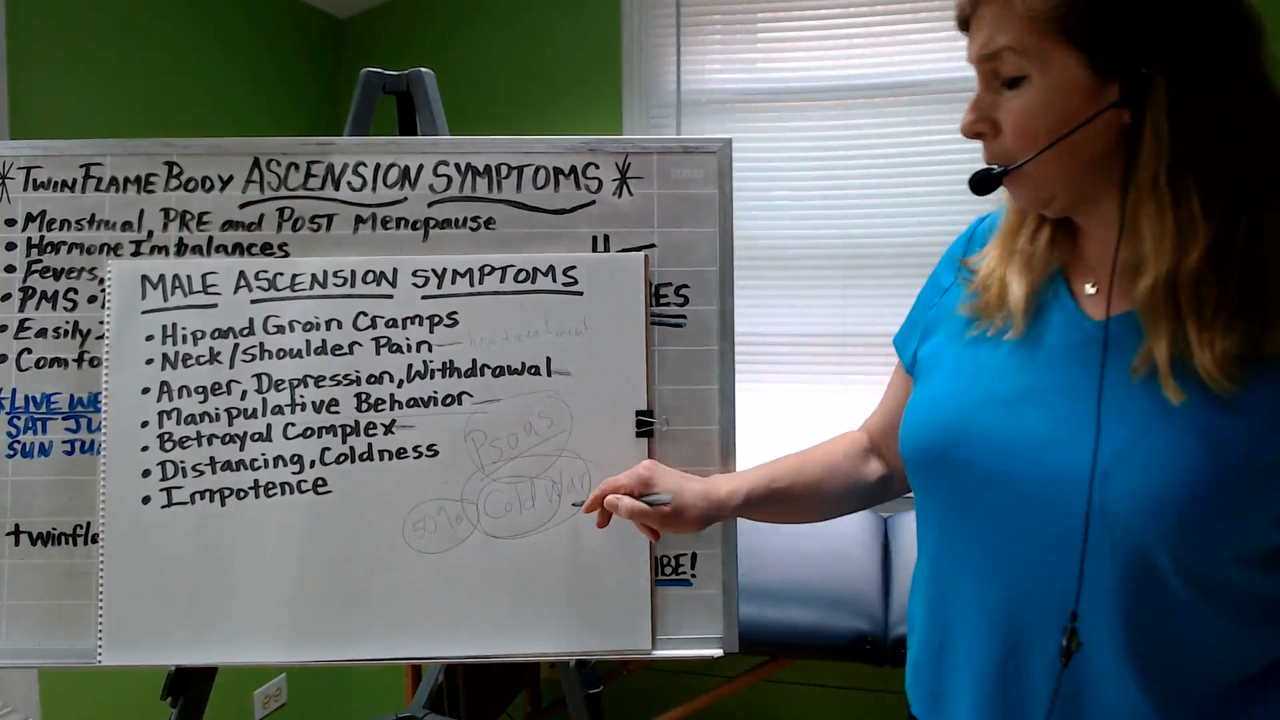 *TWIN FLAME BODY ASCENSION SYMPTOMS*
• Menstrual, PRE and POST Menopause
• Hormone Imbalances
• Fevers,
• PMS •
• Easily
• Comfo
LIVE WE
SAT JU
SUN JU
twinfla
MALE ASCENSION SYMPTOMS
• Hip and Groin Cramps
• Neck/Shoulder Pain
• Anger, Depression, Withdrawal
• Manipulative Behavior
• Betrayal Complex
• Distancing, Coldness
• Impotence
Psoas
50% Cold War
ES
IBE!